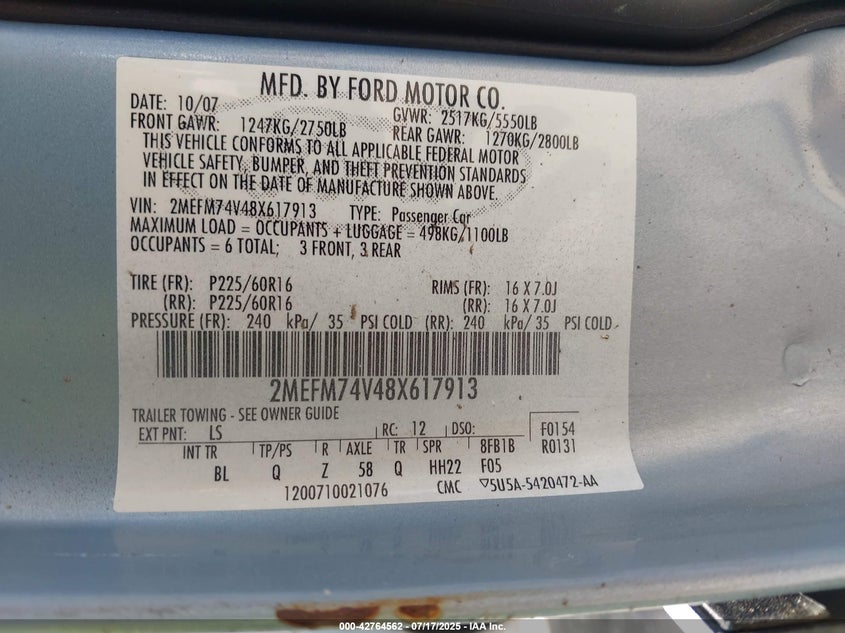 MFD. BY FORD MOTOR CO.
DATE: 10/07 GVWR: 2517KG/5550LB
FRONT GAWR: 1247KG/2750LB REAR GAWR: 1270KG/2800LB
THIS VEHICLE CONFORMS TO ALL APPLICABLE FEDERAL MOTOR
VEHICLE SAFETY, BUMPER, AND THEFT PREVENTION STANDARDS
IN EFFECT ON THE DATE OF MANUFACTURE SHOWN ABOVE.
VIN: 2MEFM74V48X617913 TYPE: Passenger Car
MAXIMUM LOAD = OCCUPANTS + LUGGAGE = 498KG/1100LB
OCCUPANTS = 6 TOTAL; 3 FRONT, 3 REAR
TIRE (FR): P225/60R16 RIMS (FR): 16 X 7.0J
(RR): P225/60R16 (RR): 16 X 7.0J
PRESSURE (FR): 240 kPa/ 35 PSI COLD (RR): 240 kPa/ 35 PSI COLD
2MEFM74V48X617913
TRAILER TOWING - SEE OWNER GUIDE
EXT PNT: LS RC: 12 DSO: F0154
INT TR TP/PS R AXLE TR SPR 8FB1B R0131
BL Q Z 58 Q HH22 F05
1200710021076 CMC 5U5A-5420472-AA
000-42764562 - 07/17/2025 - IAA Inc.